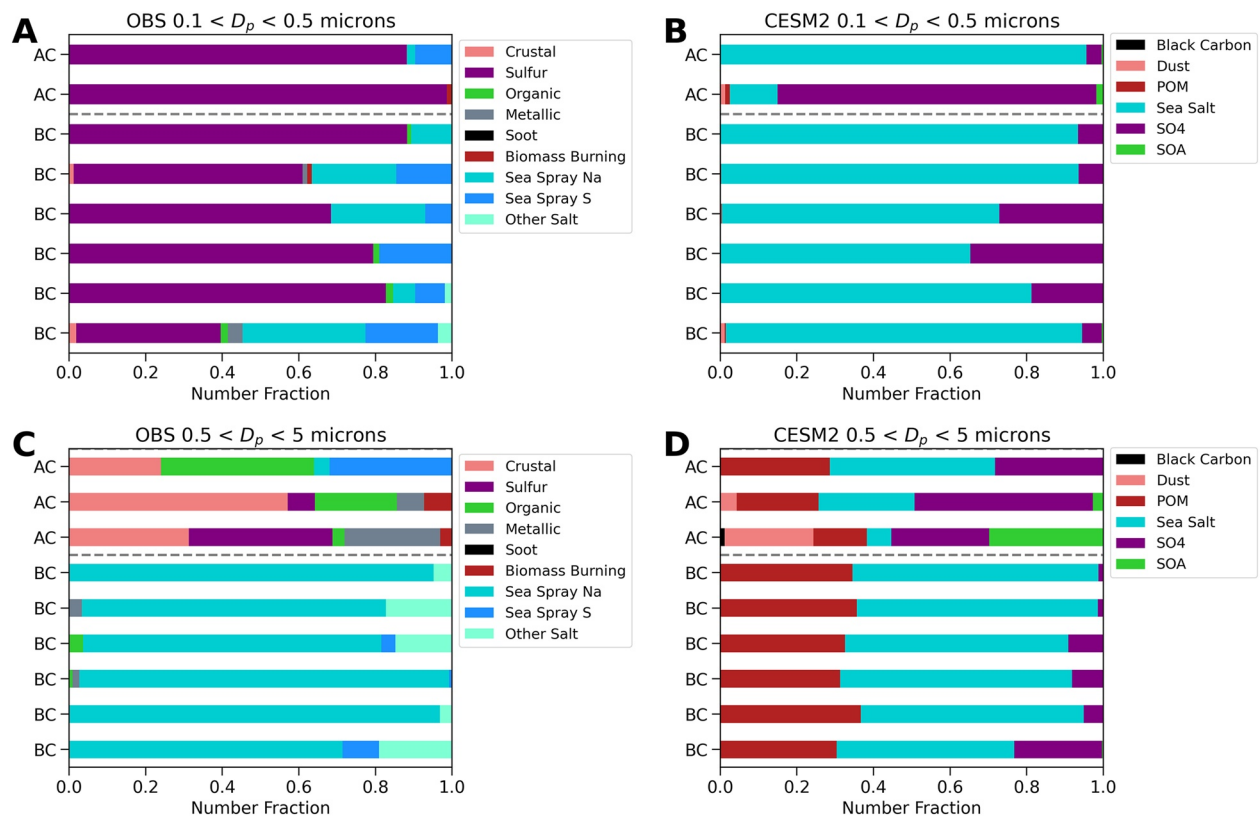 A
OBS 0.1 < Dp < 0.5 microns
AC
AC
BC
BC
BC
BC
BC
BC
0.0 0.2 0.4 0.6 0.8 1.0
Number Fraction
Crustal
Sulfur
Organic
Metallic
Soot
Biomass Burning
Sea Spray Na
Sea Spray S
Other Salt
B
CESM2 0.1 < Dp < 0.5 microns
AC
AC
BC
BC
BC
BC
BC
BC
0.0 0.2 0.4 0.6 0.8 1.0
Number Fraction
Black Carbon
Dust
POM
Sea Salt
SO4
SOA
C
OBS 0.5 < Dp < 5 microns
AC
AC
AC
BC
BC
BC
BC
BC
BC
0.0 0.2 0.4 0.6 0.8 1.0
Number Fraction
Crustal
Sulfur
Organic
Metallic
Soot
Biomass Burning
Sea Spray Na
Sea Spray S
Other Salt
D
CESM2 0.5 < Dp < 5 microns
AC
AC
AC
BC
BC
BC
BC
BC
BC
0.0 0.2 0.4 0.6 0.8 1.0
Number Fraction
Black Carbon
Dust
POM
Sea Salt
SO4
SOA